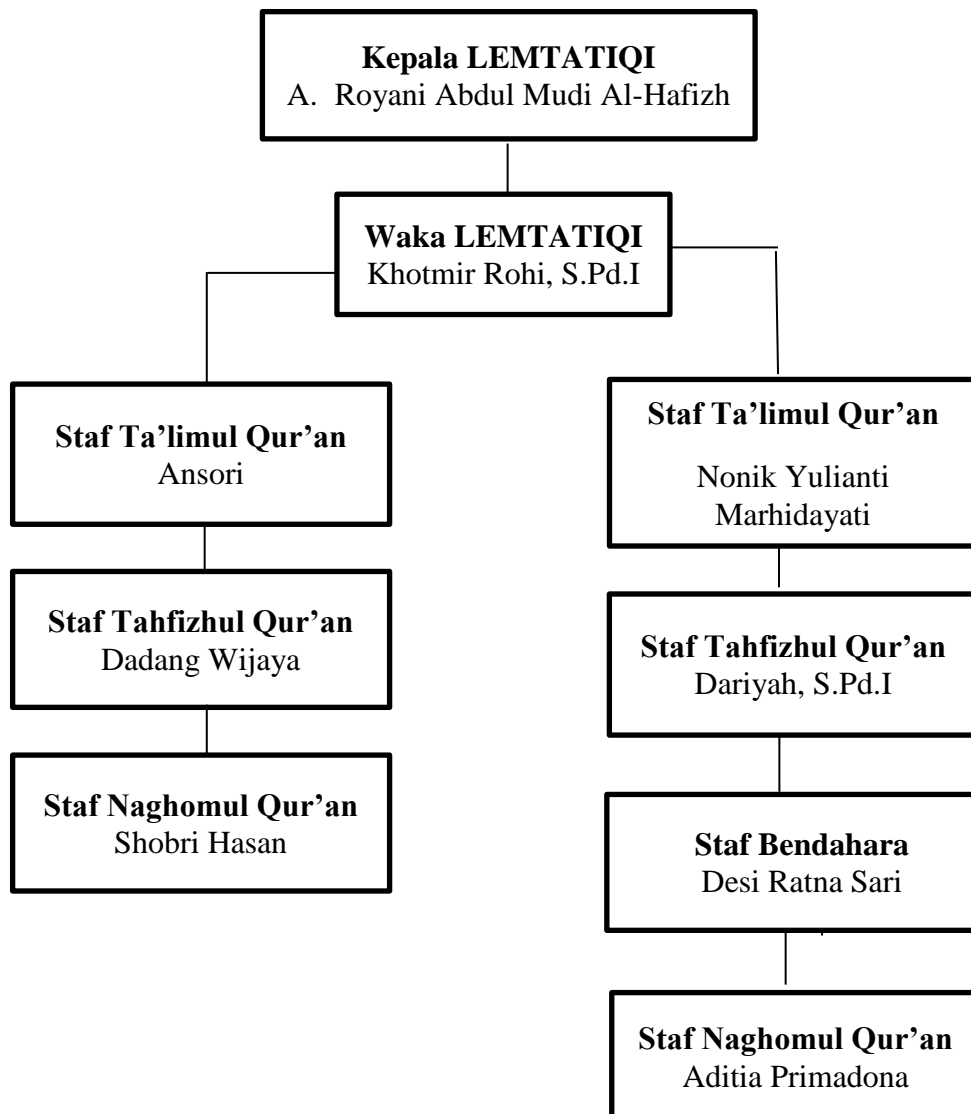 Kepala LEMTATIQI
A. Royani Abdul Mudi Al-Hafizh
Waka LEMTATIQI
Khotmir Rohi, S.Pd.I
Staf Ta’limul Qur’an
Ansori
Staf Tahfizhul Qur’an
Dadang Wijaya
Staf Naghomul Qur’an
Shobri Hasan
Staf Ta’limul Qur’an
Nonik Yulianti
Marhidayati
Staf Tahfizhul Qur’an
Dariyah, S.Pd.I
Staf Bendahara
Desi Ratna Sari
Staf Naghomul Qur’an
Aditia Primadona